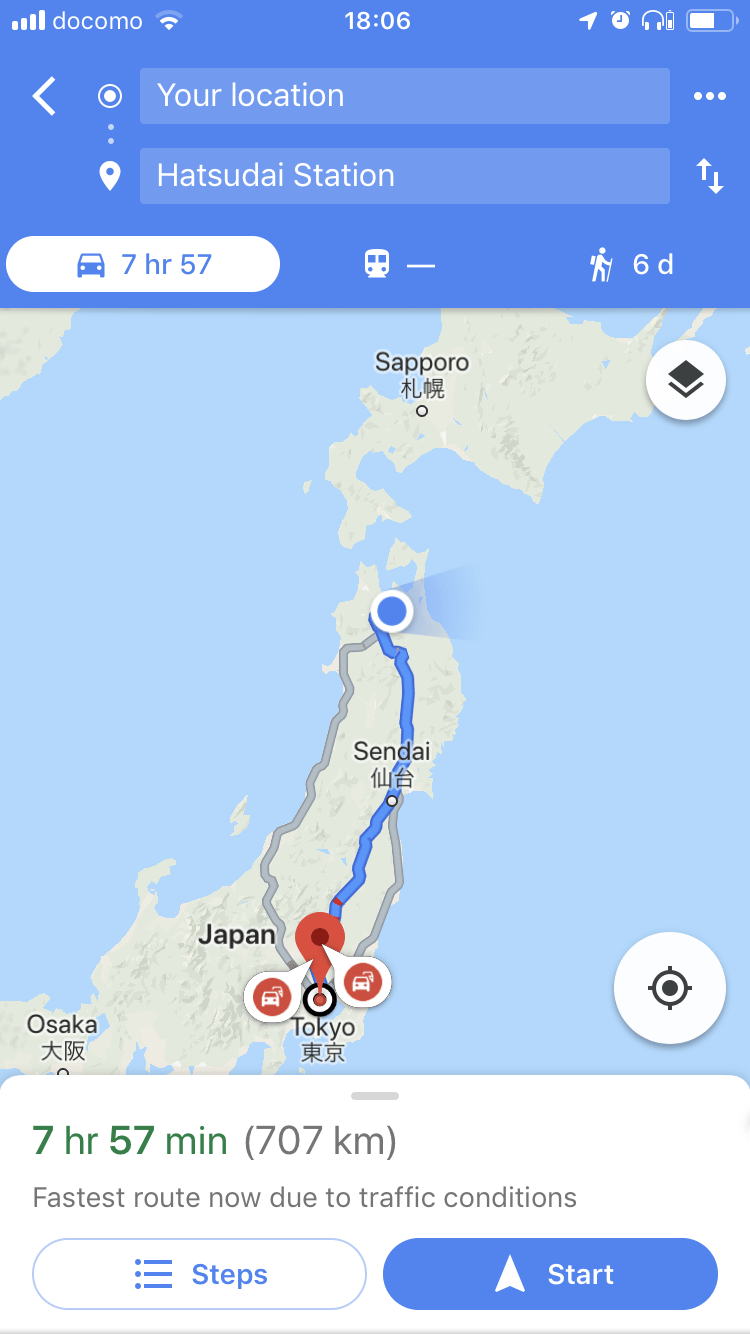 docomo 18:06
Your location
Hatsudai Station
7 hr 57 — 6 d
Sapporo
札幌
Sendai
仙台
Japan
Osaka
大阪
Tokyo
東京
7 hr 57 min (707 km)
Fastest route now due to traffic conditions
Steps Start